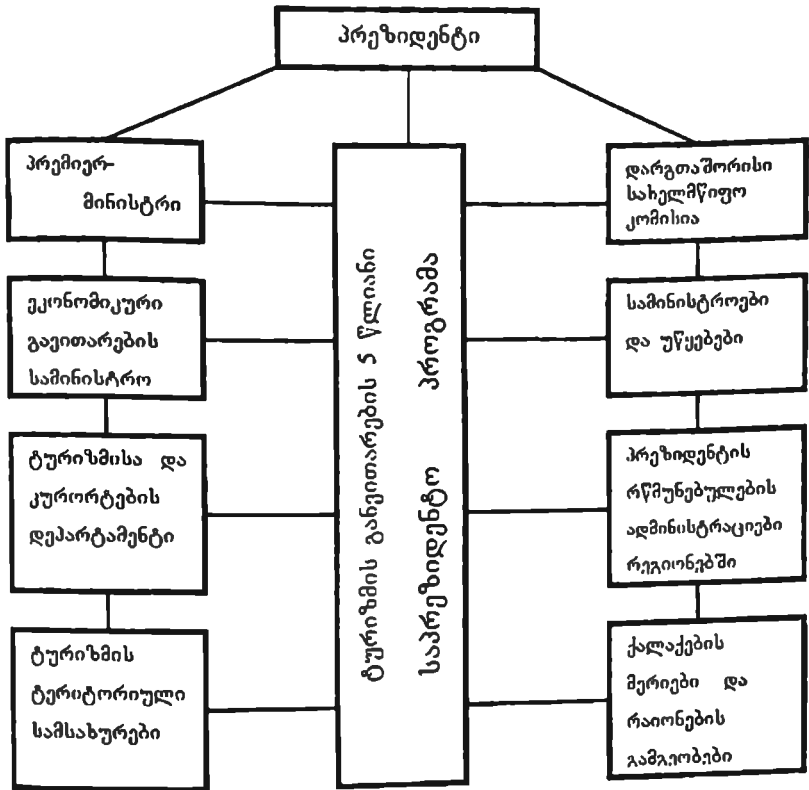 პრეზიდენტი
პრემიერ-
მინისტრი
ეკონომიკური
გავითარების
სამინისტრო
ტურიზმისა და
კურორტების
დეპარტამენტი
ტურიზმის
ტერიტორიული
სამსახურები
ტურიზმის განვითარების 5 წლიანი
საპრეზიდენტო პროგრამა
დარგთაშორისი
სახელმწიფო
კომისია
სამინისტროები
და უწყებები
პრეზიდენტის
რწმუნებულების
ადმინისტრაციები
რეგიონებში
ქალაქების
მერიები და
რაიონების
გამგეობები